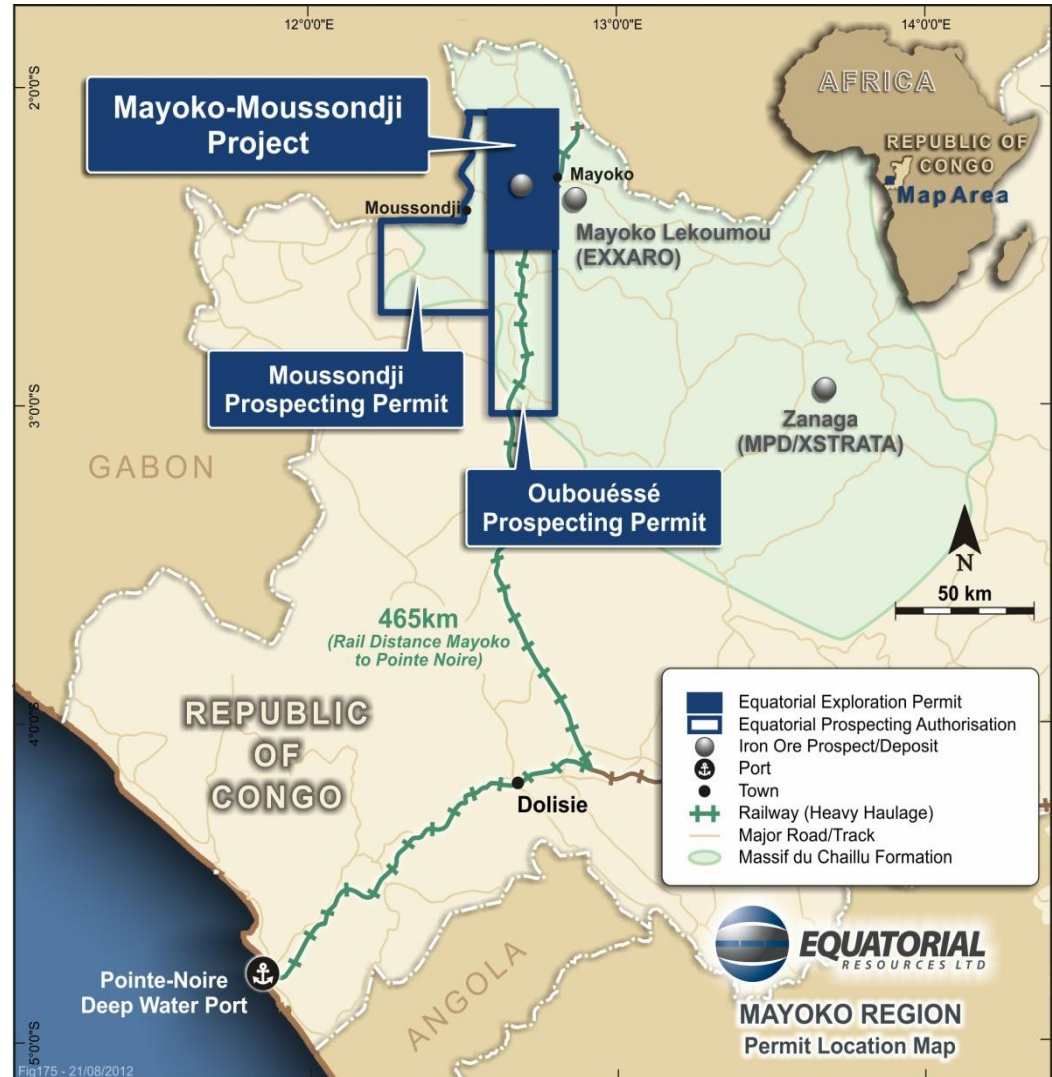 12°0'0"E
13°0'0"E
14°0'0"E
2°0'0"S
3°0'0"S
4°0'0"S
5°0'0"S
AFRICA
REPUBLIC OF
CONGO
Map Area
Mayoko-Moussondji
Project
Mayoko
Moussondji
Mayoko Lekoumou
(EXXARO)
Moussondji
Prospecting Permit
Zanaga
(MPD/XSTRATA)
GABON
Oubouéssé
Prospecting Permit
N
50 km
465km
(Rail Distance Mayoko
to Pointe Noire)
REPUBLIC
OF
CONGO
Equatorial Exploration Permit
Equatorial Prospecting Authorisation
Iron Ore Prospect/Deposit
Port
Town
Railway (Heavy Haulage)
Major Road/Track
Massif du Chaillu Formation
Dolisie
Pointe-Noire
Deep Water Port
ANGOLA
EQUATORIAL
RESOURCES LTD
MAYOKO REGION
Permit Location Map
Fig175 - 21/08/2012